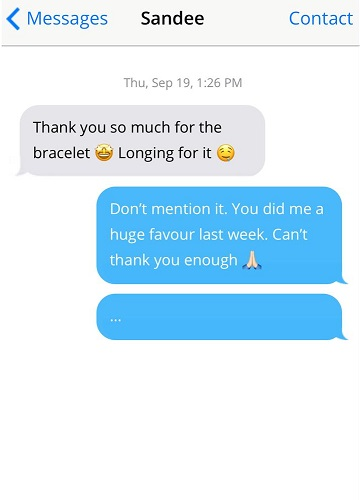 Messages Sandee Contact
Thu, Sep 19, 1:26 PM
Thank you so much for the
bracelet 🤩 Longing for it 🤤
Don’t mention it. You did me a
huge favour last week. Can’t
thank you enough 🙏🏻
...